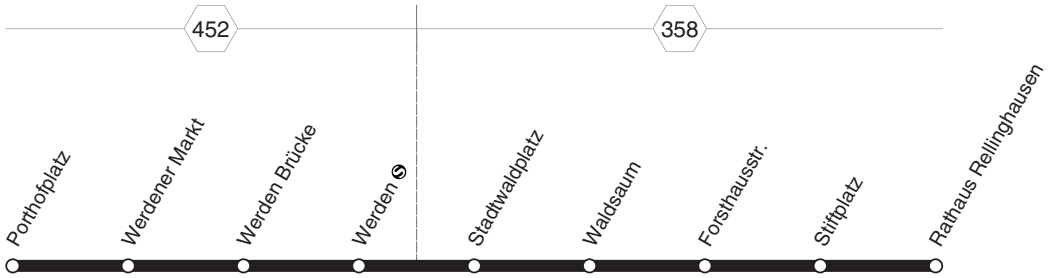 452
358
Porthofplatz
Werdener Markt
Werden Brücke
Werden S
Stadtwaldplatz
Waldsaum
Forsthausstr.
Stiftplatz
Rathaus Rellinghausen